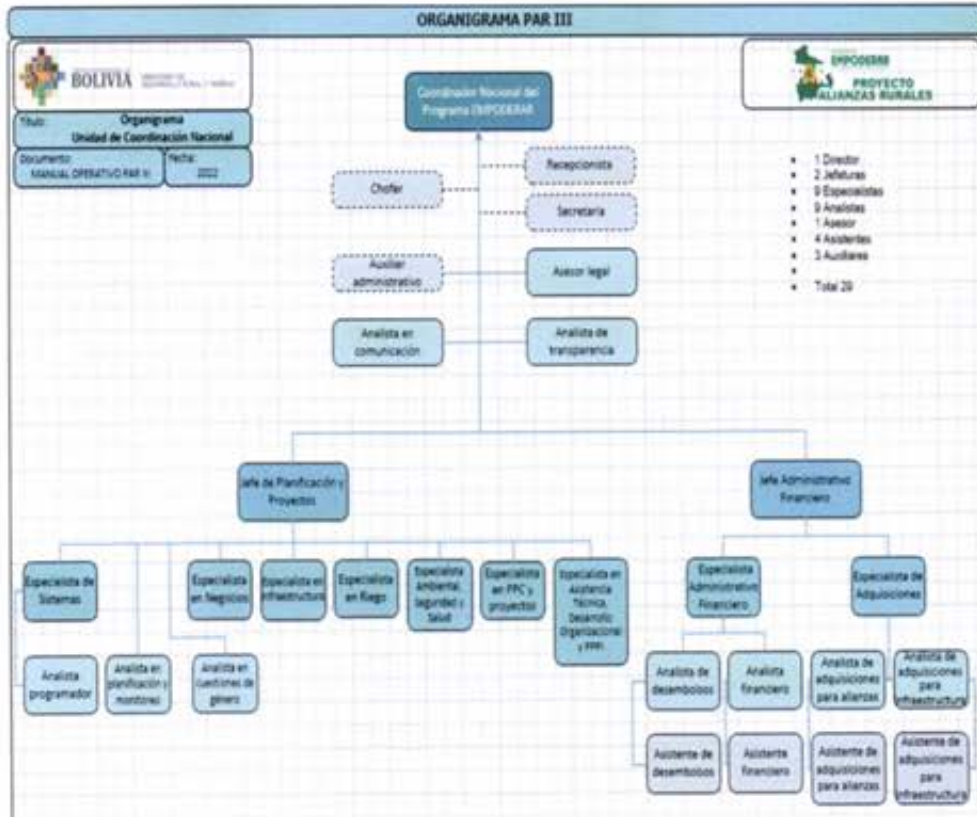 ORGANIGRAMA PAR III
BOLIVIA
Título: Organigrama
Unidad de Coordinación Nacional
Documento:
MANUAL OPERATIVO PAR III
Fecha:
2022
Coordinador Nacional del
Programa EMPODERAR
EMPODERAR
PROYECTO
ALIANZAS RURALES
Chofer
Recepcionista
Secretaria
Auxiliar
administrativo
Asesor legal
Analista en
comunicación
Analista de
transparencia
1 Director
2 Jefaturas
9 Especialistas
9 Analistas
1 Asesor
4 Asistentes
3 Auxiliares
Total 29
Jefe de Planificación y
Proyectos
Jefe Administrativo
Financiero
Especialista de
Sistemas
Especialista
en Negocios
Especialista en
Infraestructura
Especialista
en Riego
Especialista
Ambiental,
Seguridad y
Salud
Especialista
en FPC y
proyectos
Especialista en
Asistencia
Técnica,
Desarrollo
Organizacional
y PPPI
Especialista
Administrativo
Financiero
Especialista de
Adquisiciones
Analista
programador
Analista en
planificación y
monitoreo
Analista en
cuestiones de
género
Analista de
desembolsos
Analista
financiero
Analista de
adquisiciones
para alianzas
Analista de
adquisiciones
para
infraestructura
Asistente de
desembolsos
Asistente
financiero
Asistente de
adquisiciones
para alianzas
Asistente de
adquisiciones
para
infraestructura